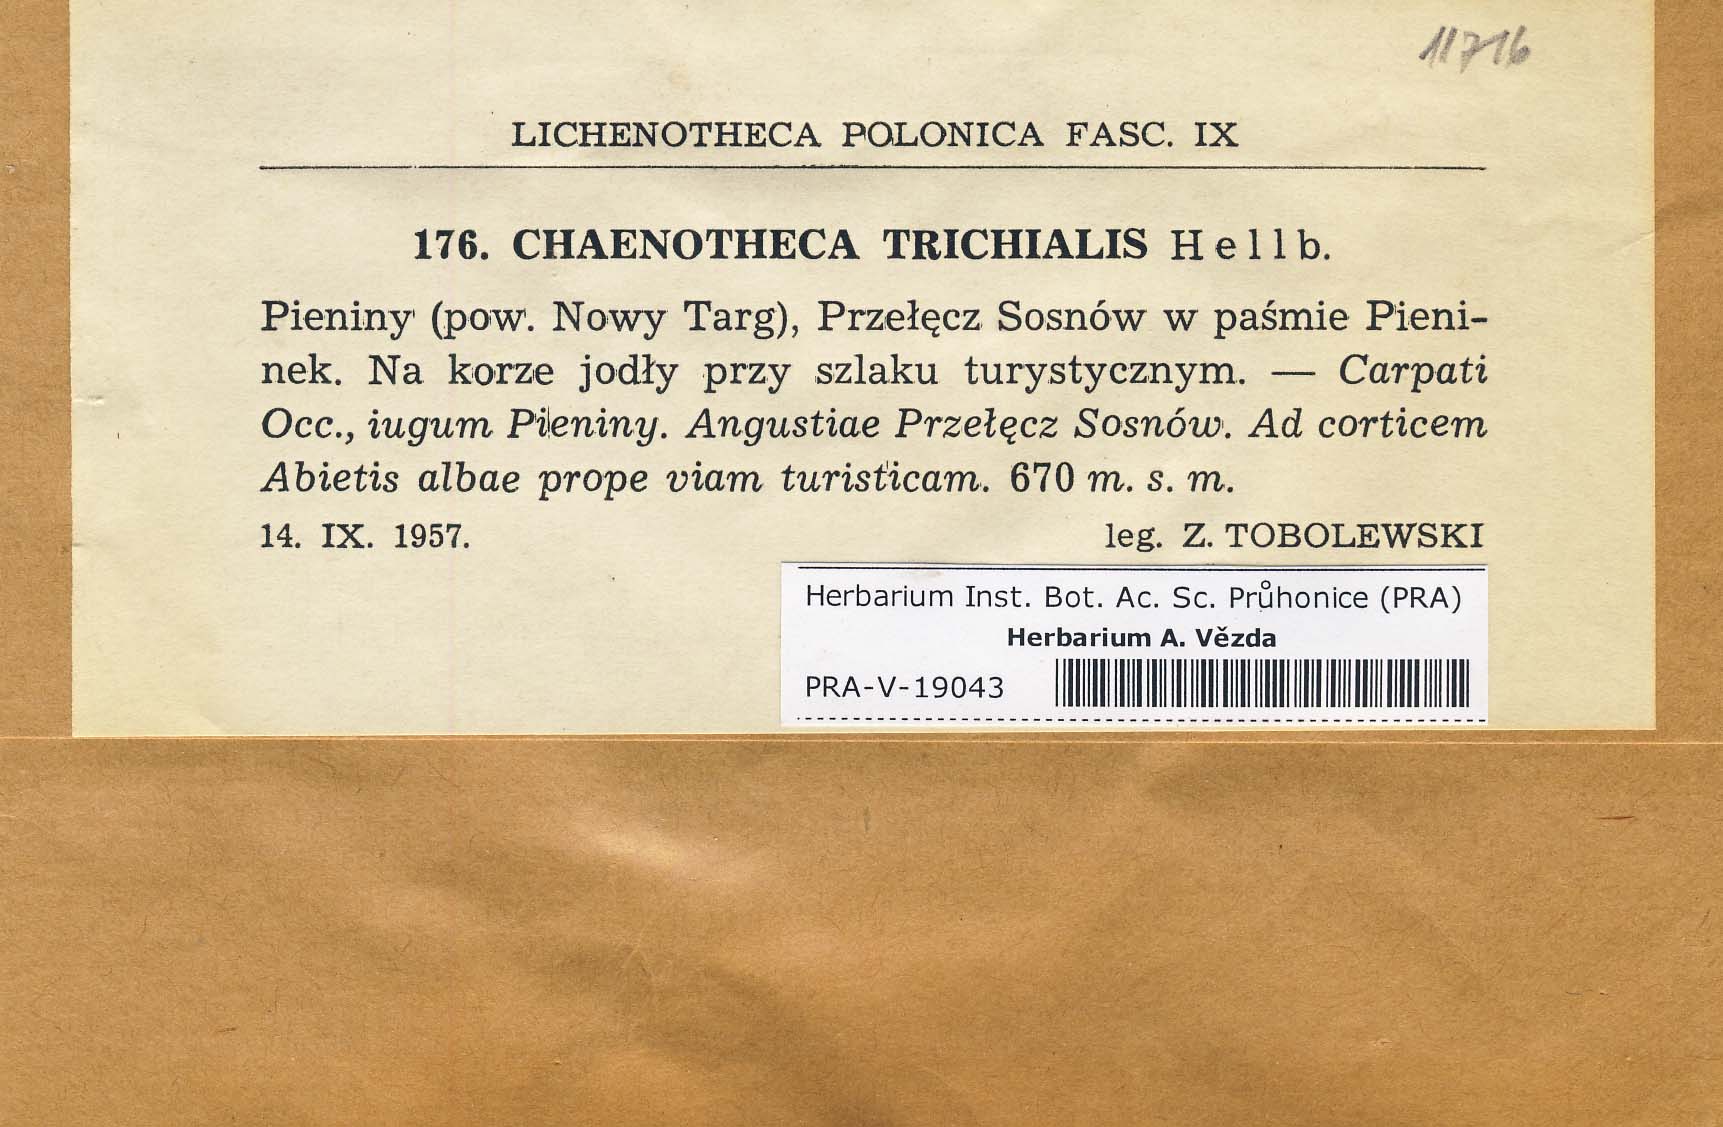 11716
LICHENOTHECA POLONICA FASC. IX
176. CHAENOTHECA TRICHIALIS Hellb.
Pieniny (pow. Nowy Targ), Przełęcz Sosnów w paśmie Pieni-
nek. Na korze jodły przy szlaku turystycznym. — Carpati
Occ., iugum Pieniny. Angustiae Przełęcz Sosnów. Ad corticem
Abietis albae prope viam turisticam. 670 m. s. m.
14. IX. 1957. leg. Z. TOBOLEWSKI
Herbarium Inst. Bot. Ac. Sc. Průhonice (PRA)
Herbarium A. Vězda
PRA-V-19043